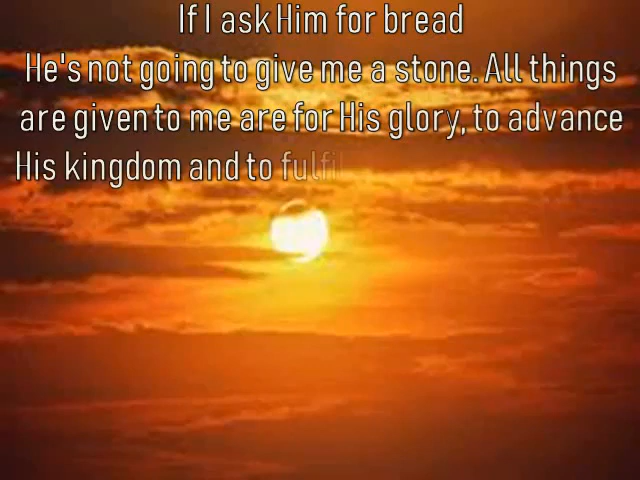 If I ask Him for bread
He's not going to give me a stone. All things
are given to me are for His glory, to advance
His kingdom and to